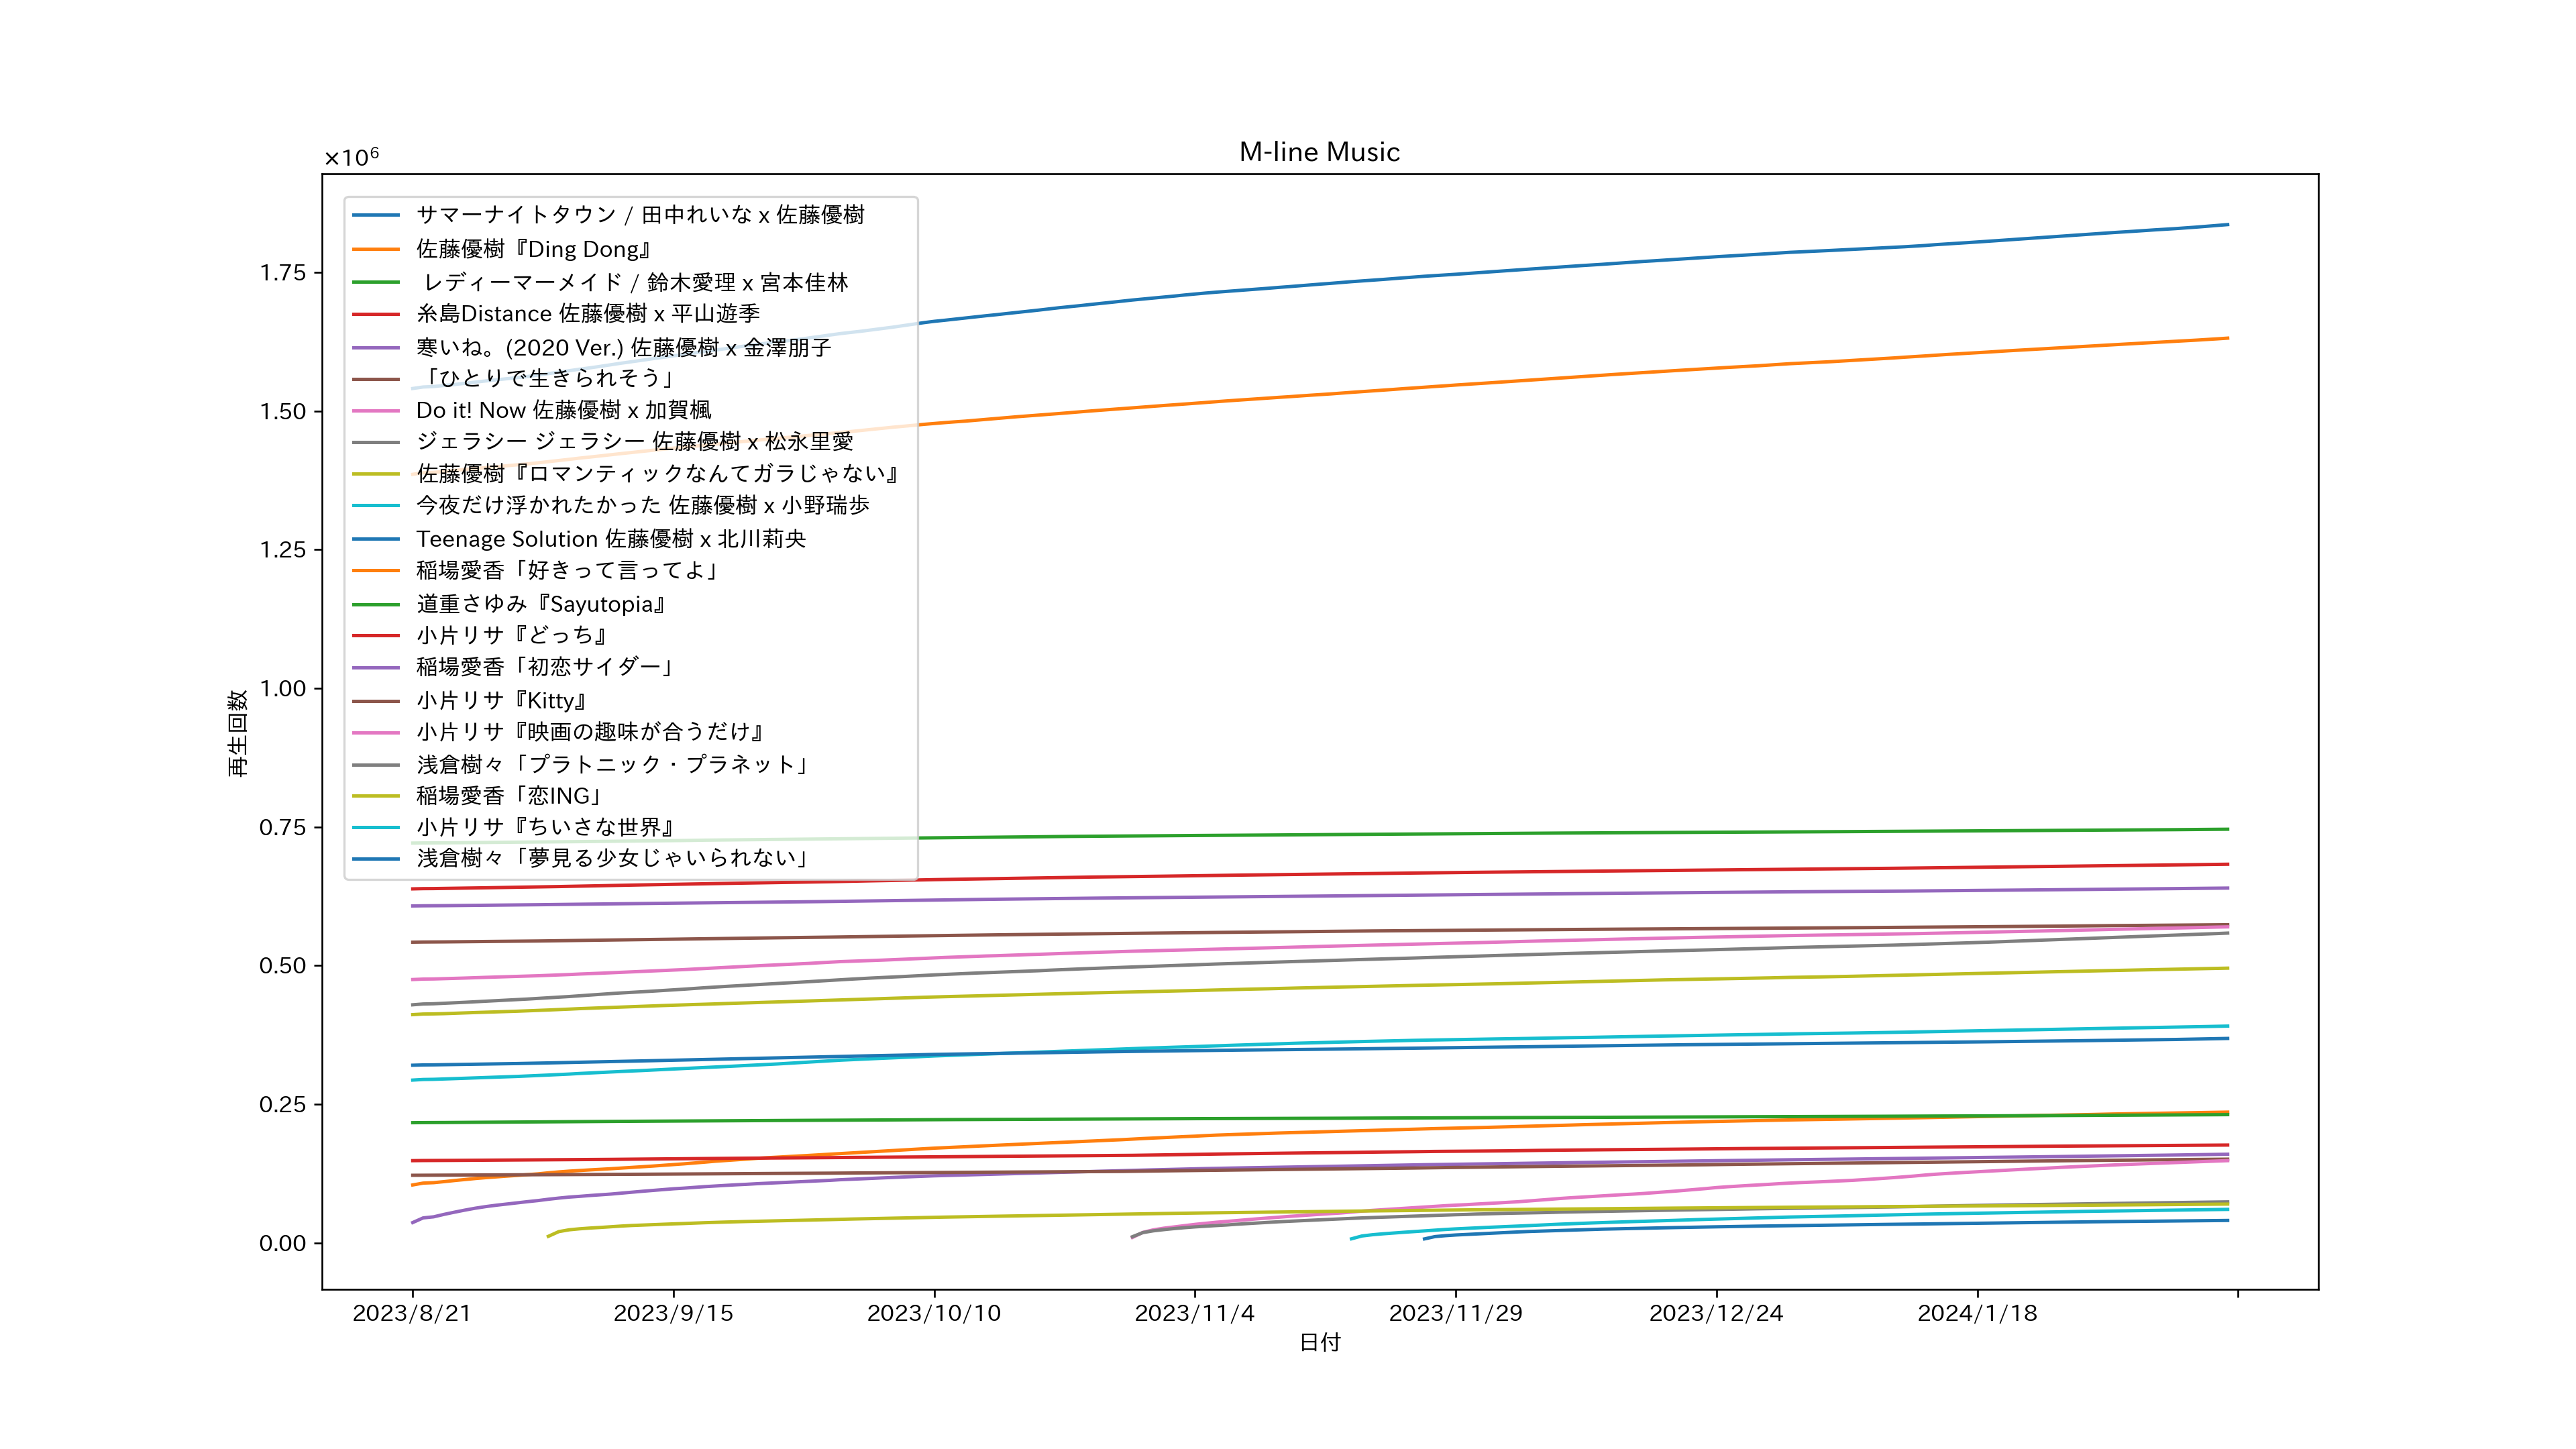 M-line Music
×10⁶
サマーナイトタウン / 田中れいな x 佐藤優樹
佐藤優樹『Ding Dong』
レディーマーメイド / 鈴木愛理 x 宮本佳林
糸島Distance 佐藤優樹 x 平山遊季
寒いね。(2020 Ver.) 佐藤優樹 x 金澤朋子
「ひとりで生きられそう」
Do it! Now 佐藤優樹 x 加賀楓
ジェラシー ジェラシー 佐藤優樹 x 松永里愛
佐藤優樹『ロマンティックなんてガラじゃない』
今夜だけ浮かれたかった 佐藤優樹 x 小野瑞歩
Teenage Solution 佐藤優樹 x 北川莉央
稲場愛香「好きって言ってよ」
道重さゆみ『Sayutopia』
小片リサ『どっち』
稲場愛香「初恋サイダー」
小片リサ『Kitty』
小片リサ『映画の趣味が合うだけ』
浅倉樹々「プラトニック・プラネット」
稲場愛香「恋ING」
小片リサ『ちいさな世界』
浅倉樹々「夢見る少女じゃいられない」
再生回数
1.75
1.50
1.25
1.00
0.75
0.50
0.25
0.00
2023/8/21
2023/9/15
2023/10/10
2023/11/4
2023/11/29
2023/12/24
2024/1/18
日付